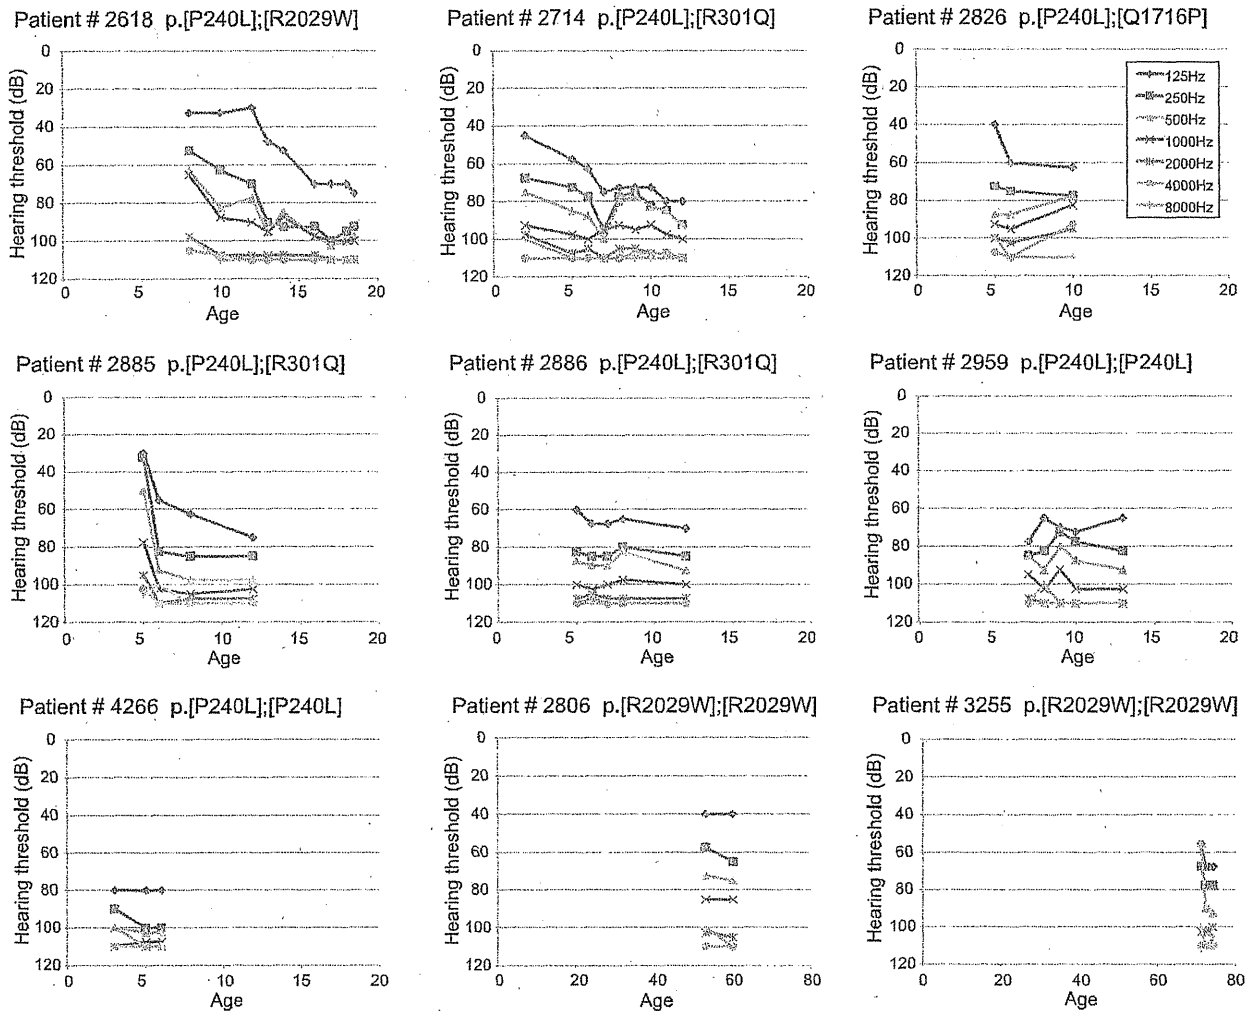 Patient # 2618 p.[P240L];[R2029W]
Hearing threshold (dB)
0
20
40
60
80
100
120
0 5 10 15 20
Age
Patient # 2714 p.[P240L];[R301Q]
Hearing threshold (dB)
0
20
40
60
80
100
120
0 5 10 15 20
Age
Patient # 2826 p.[P240L];[Q1716P]
Hearing threshold (dB)
0
20
40
60
80
100
120
0 5 10 15 20
Age
125Hz
250Hz
500Hz
1000Hz
2000Hz
4000Hz
8000Hz
Patient # 2885 p.[P240L];[R301Q]
Hearing threshold (dB)
0
20
40
60
80
100
120
0 5 10 15 20
Age
Patient # 2886 p.[P240L];[R301Q]
Hearing threshold (dB)
0
20
40
60
80
100
120
0 5 10 15 20
Age
Patient # 2959 p.[P240L];[P240L]
Hearing threshold (dB)
0
20
40
60
80
100
120
0 5 10 15 20
Age
Patient # 4266 p.[P240L];[P240L]
Hearing threshold (dB)
0
20
40
60
80
100
120
0 5 10 15 20
Age
Patient # 2806 p.[R2029W];[R2029W]
Hearing threshold (dB)
0
20
40
60
80
100
120
0 20 40 60 80
Age
Patient # 3255 p.[R2029W];[R2029W]
Hearing threshold (dB)
0
20
40
60
80
100
120
0 20 40 60 80
Age